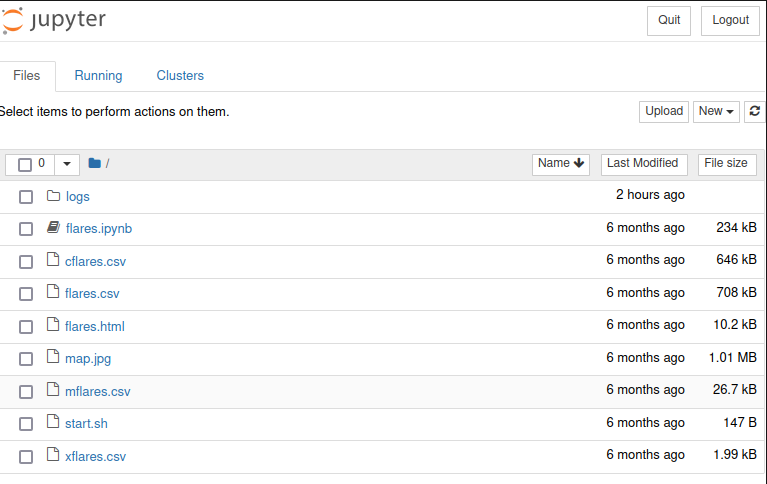 jupyter Quit Logout
Files Running Clusters
Select items to perform actions on them. Upload New
0 / Name Last Modified File size
logs 2 hours ago
flares.ipynb 6 months ago 234 kB
cflares.csv 6 months ago 646 kB
flares.csv 6 months ago 708 kB
flares.html 6 months ago 10.2 kB
map.jpg 6 months ago 1.01 MB
mflares.csv 6 months ago 26.7 kB
start.sh 6 months ago 147 B
xflares.csv 6 months ago 1.99 kB